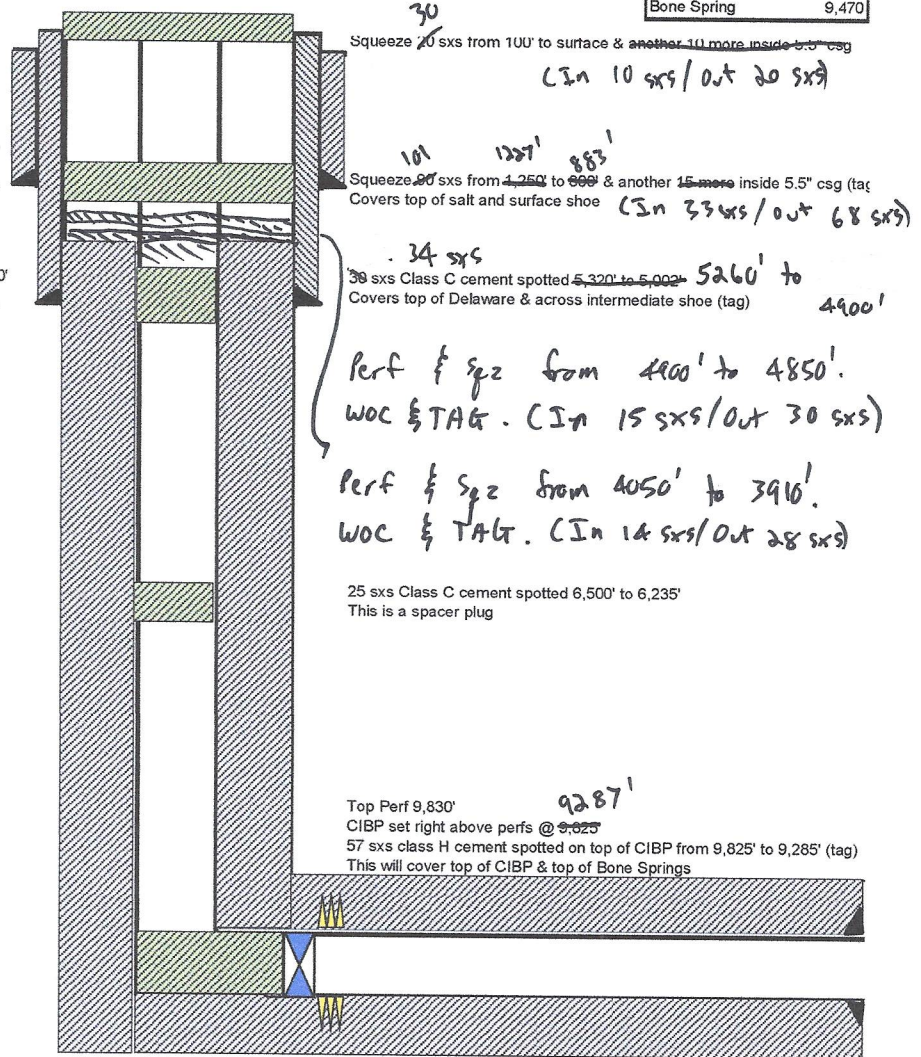 Bone Spring 9,470
30
Squeeze 20 sxs from 100' to surface & another 10 more inside 5.5" csg
(In 10 sxs/Out 20 sxs)
101 1227' 883'
Squeeze 90 sxs from 1,250' to 800' & another 15 more inside 5.5" csg (tag
Covers top of salt and surface shoe (In 33 sxs/out 68 sxs)
34 sxs
30 sxs Class C cement spotted 5,320' to 5,002' 5260' to
0'
Covers top of Delaware & across intermediate shoe (tag) 4900'
Perf & Sqz from 4900' to 4850'.
WOC & TAG. (In 15 sxs/Out 30 sxs)
Perf & Sqz from 4050' to 3910'.
WOC & TAG. (In 14 sxs/Out 28 sxs)
25 sxs Class C cement spotted 6,500' to 6,235'
This is a spacer plug
Top Perf 9,830' 9287'
CIBP set right above perfs @ 9,825'
57 sxs class H cement spotted on top of CIBP from 9,825' to 9,285' (tag)
This will cover top of CIBP & top of Bone Springs